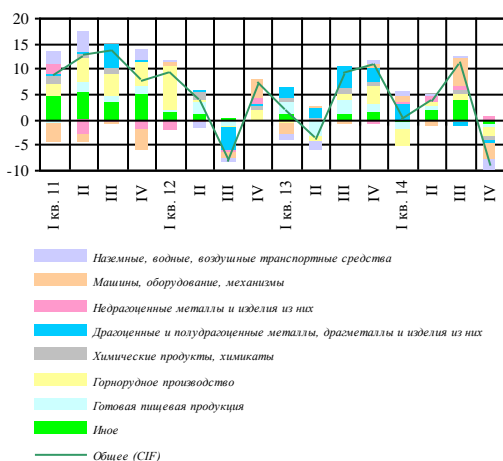 20
15
10
5
0
-5
-10
I кв. 11
II
III
IV
I кв. 12
II
III
IV
I кв. 13
II
III
IV
I кв. 14
II
III
IV
Наземные, водные, воздушные транспортные средства
Машины, оборудование, механизмы
Недрагоценные металлы и изделия из них
Драгоценные и полудрагоценные металлы, драгметаллы и изделия из них
Химические продукты, химикаты
Горнорудное производство
Готовая пищевая продукция
Иное
Общее (CIF)